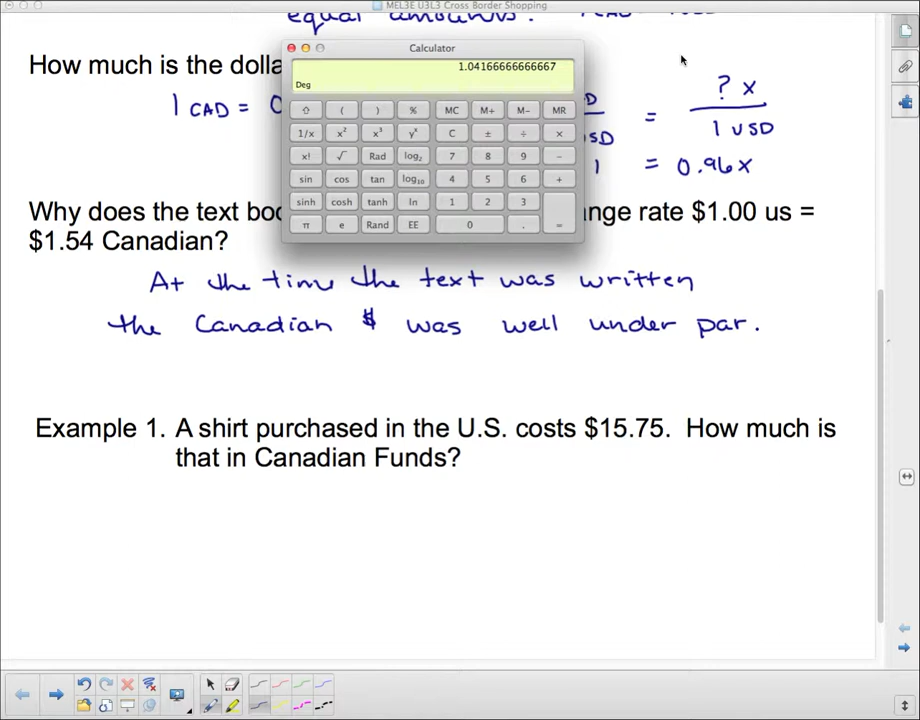 MEL3E U3L3 Cross Border Shopping
equal amounts.
How much is the dolla
1 CAD = 0
? x
=
1 USD
1 = 0.96x
Calculator
1.04166666666667
Deg
( ) % MC M+ M− MR
1/x x² x³ yˣ C ± ÷ ×
x! √ Rad log₂ 7 8 9 −
sin cos tan log₁₀ 4 5 6 +
sinh cosh tanh ln 1 2 3
π e Rand EE 0 . =
Why does the text boo nge rate $1.00 us =
$1.54 Canadian?
At the time the text was written
the Canadian $ was well under par.
Example 1. A shirt purchased in the U.S. costs $15.75. How much is
that in Canadian Funds?